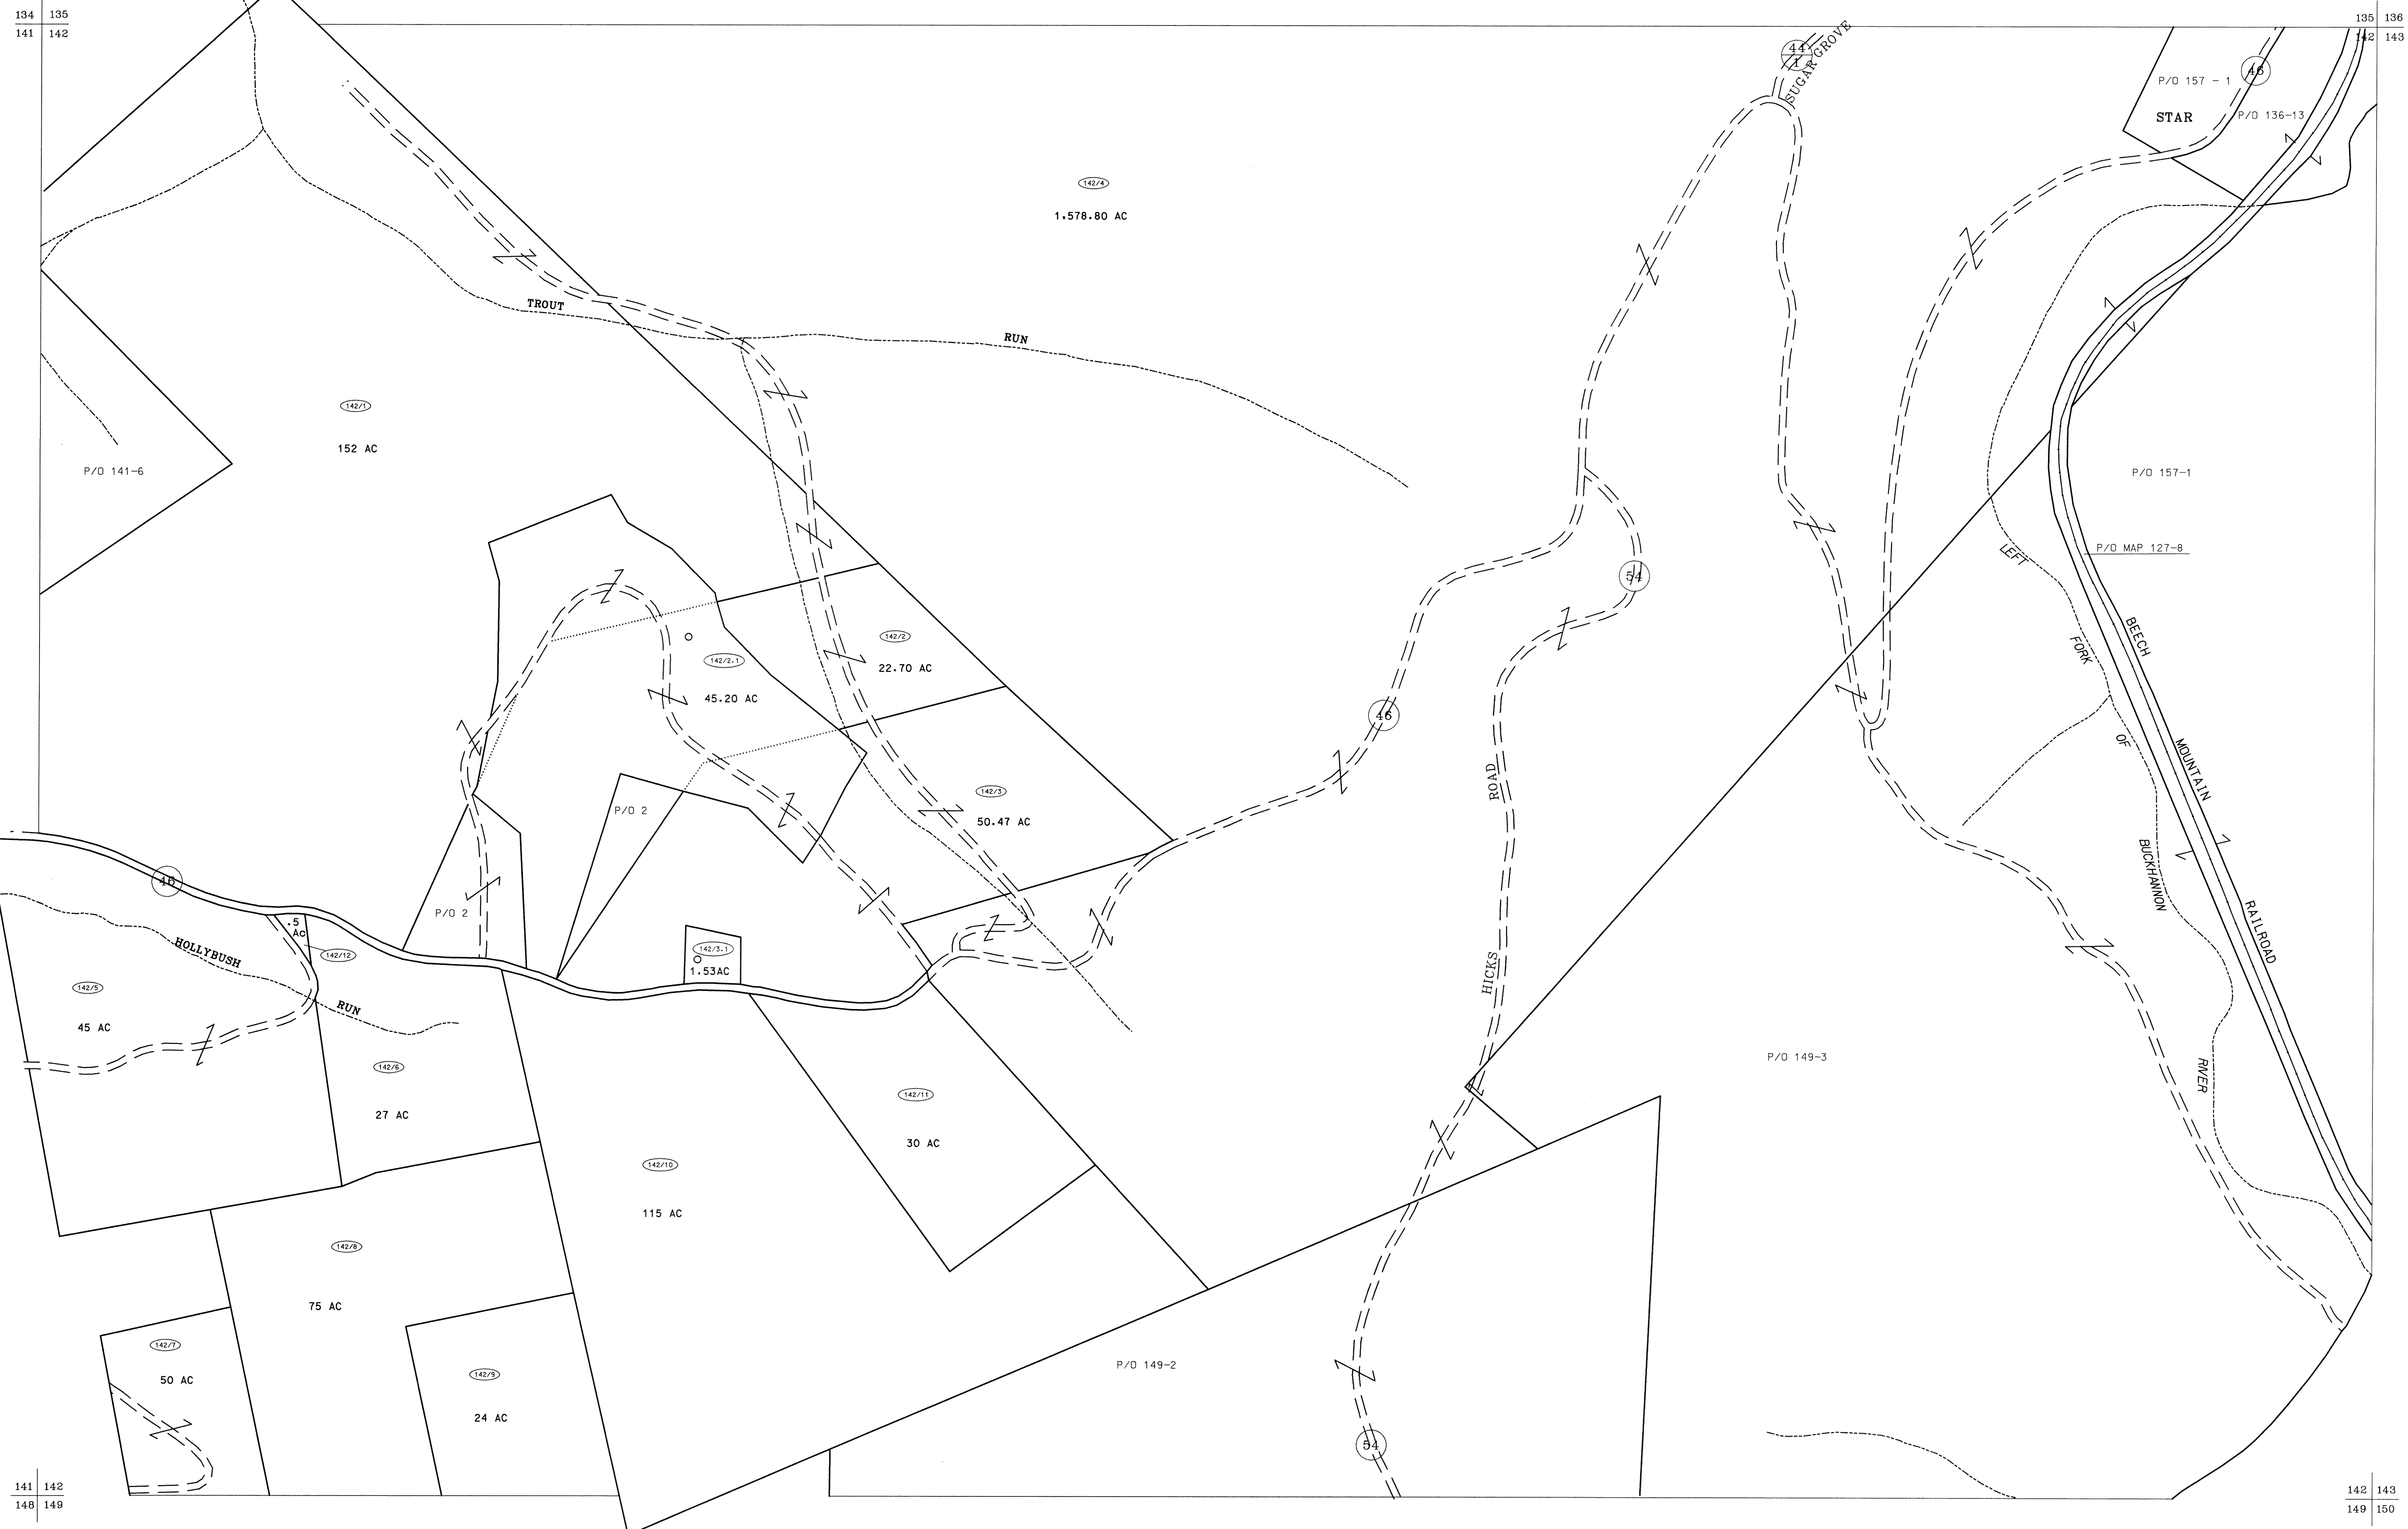 134 135
141 142
135 136
142 143
44
1
SUGAR GROVE
46
P/O 157 - 1
STAR
P/O 136-13
142/4
1,578.80 AC
TROUT
RUN
142/1
152 AC
P/O 141-6
P/O 157-1
P/O MAP 127-8
54
LEFT
FORK
OF
BUCKHANNON
RIVER
BEECH
MOUNTAIN
RAILROAD
142/2
22.70 AC
142/2.1
45.20 AC
46
HICKS
ROAD
142/3
50.47 AC
P/O 2
46
P/O 2
.5
Ac
142/12
HOLLYBUSH
RUN
142/3.1
1.53AC
142/5
45 AC
142/6
27 AC
142/11
30 AC
P/O 149-3
142/10
115 AC
142/8
75 AC
142/7
50 AC
142/9
24 AC
P/O 149-2
54
141 142
148 149
142 143
149 150